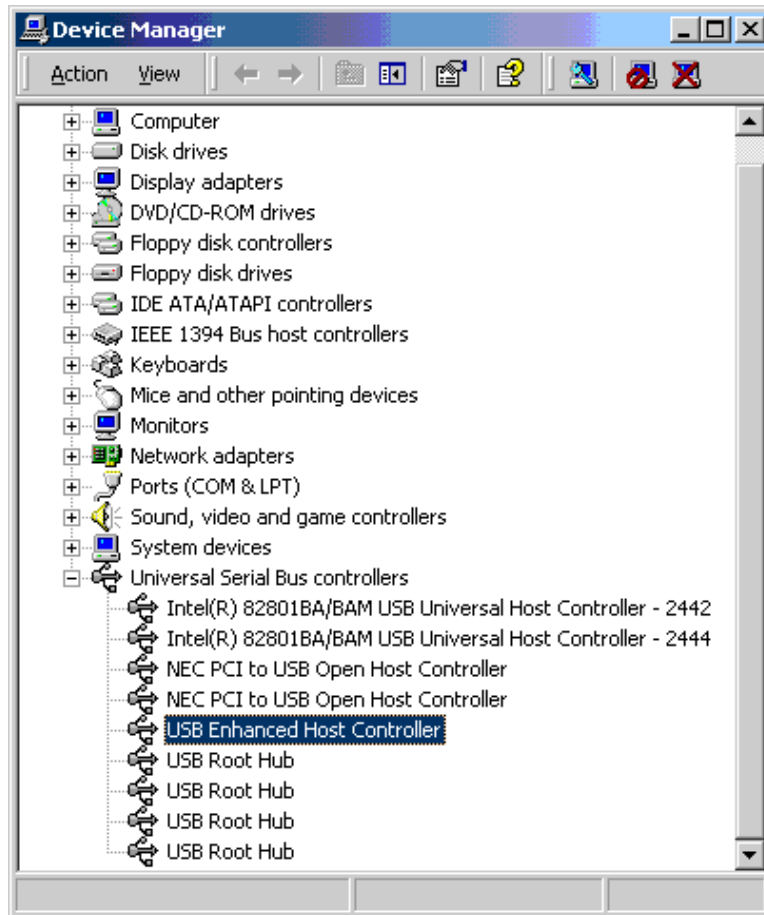 Device Manager
Action View
Computer
Disk drives
Display adapters
DVD/CD-ROM drives
Floppy disk controllers
Floppy disk drives
IDE ATA/ATAPI controllers
IEEE 1394 Bus host controllers
Keyboards
Mice and other pointing devices
Monitors
Network adapters
Ports (COM & LPT)
Sound, video and game controllers
System devices
Universal Serial Bus controllers
Intel(R) 82801BA/BAM USB Universal Host Controller - 2442
Intel(R) 82801BA/BAM USB Universal Host Controller - 2444
NEC PCI to USB Open Host Controller
NEC PCI to USB Open Host Controller
USB Enhanced Host Controller
USB Root Hub
USB Root Hub
USB Root Hub
USB Root Hub